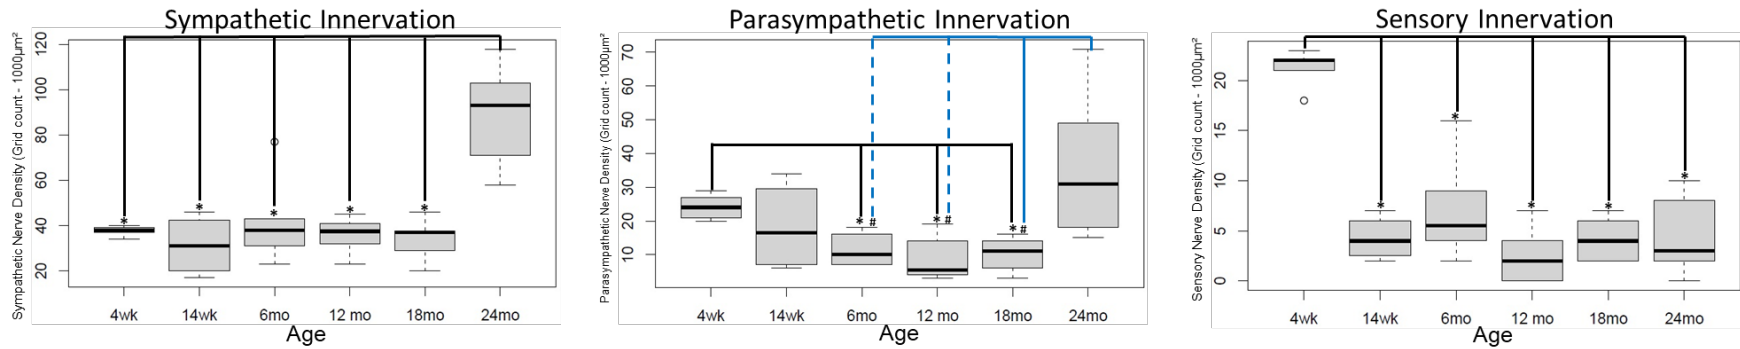 Sympathetic Innervation
Sympathetic Nerve Density (Grid count - 1000µm²
120
100
80
60
40
20
* * * * *
4wk 14wk 6mo 12 mo 18mo 24mo
Age
Parasympathetic Innervation
Parasympathetic Nerve Density (Grid count - 1000µm²
70
60
50
40
30
20
10
* # * # * #
4wk 14wk 6mo 12mo 18mo 24mo
Age
Sensory Innervation
Sensory Nerve Density (Grid count - 1000µm²
20
15
10
5
0
* * * * *
4wk 14wk 6mo 12 mo 18mo 24mo
Age